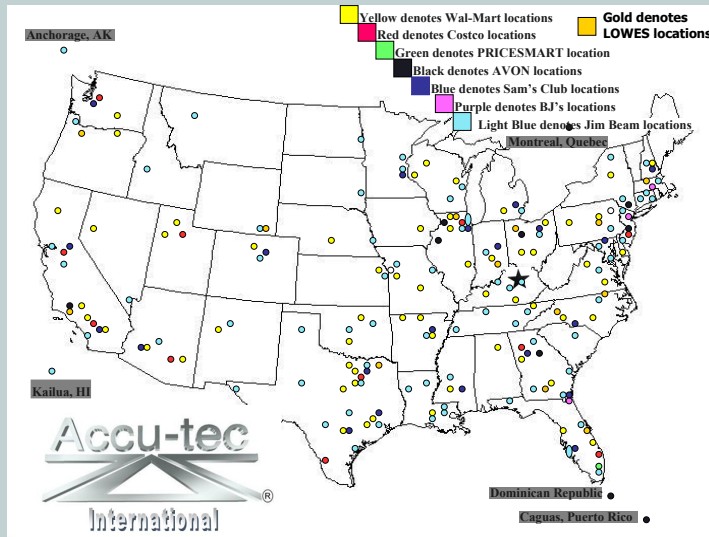 Yellow denotes Wal-Mart locations
Gold denotes
LOWES locations
Red denotes Costco locations
Green denotes PRICESMART location
Black denotes AVON locations
Blue denotes Sam's Club locations
Purple denotes BJ's locations
Light Blue denotes Jim Beam locations
Anchorage, AK
Montreal, Quebec
Kailua, HI
Accu-tec
®
International
Dominican Republic
Caguas, Puerto Rico